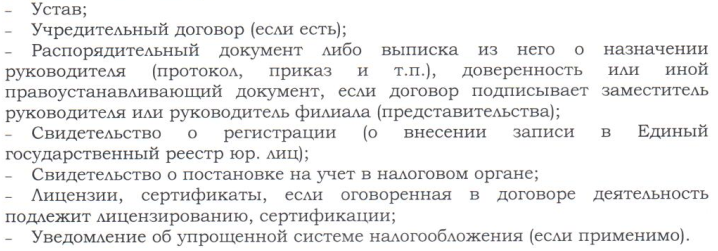 – Устав;
– Учредительный договор (если есть);
– Распорядительный документ либо выписка из него о назначении
руководителя (протокол, приказ и т.п.), доверенность или иной
правоустанавливающий документ, если договор подписывает заместитель
руководителя или руководитель филиала (представительства);
– Свидетельство о регистрации (о внесении записи в Единый
государственный реестр юр. лиц);
– Свидетельство о постановке на учет в налоговом органе;
– Лицензии, сертификаты, если оговоренная в договоре деятельность
подлежит лицензированию, сертификации;
– Уведомление об упрощенной системе налогообложения (если применимо).